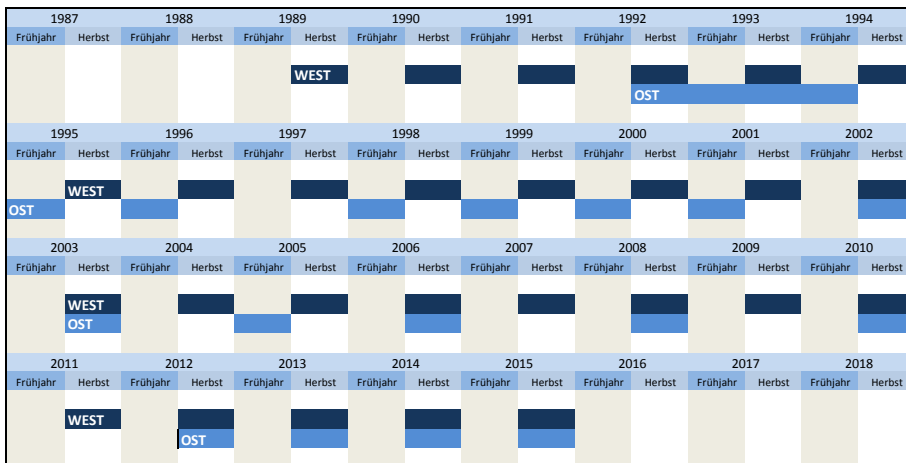 1987 1988 1989 1990 1991 1992 1993 1994
Frühjahr Herbst Frühjahr Herbst Frühjahr Herbst Frühjahr Herbst Frühjahr Herbst Frühjahr Herbst Frühjahr Herbst Frühjahr Herbst
WEST
OST
1995 1996 1997 1998 1999 2000 2001 2002
Frühjahr Herbst Frühjahr Herbst Frühjahr Herbst Frühjahr Herbst Frühjahr Herbst Frühjahr Herbst Frühjahr Herbst Frühjahr Herbst
WEST
OST
2003 2004 2005 2006 2007 2008 2009 2010
Frühjahr Herbst Frühjahr Herbst Frühjahr Herbst Frühjahr Herbst Frühjahr Herbst Frühjahr Herbst Frühjahr Herbst Frühjahr Herbst
WEST
OST
2011 2012 2013 2014 2015 2016 2017 2018
Frühjahr Herbst Frühjahr Herbst Frühjahr Herbst Frühjahr Herbst Frühjahr Herbst Frühjahr Herbst Frühjahr Herbst Frühjahr Herbst
WEST
OST